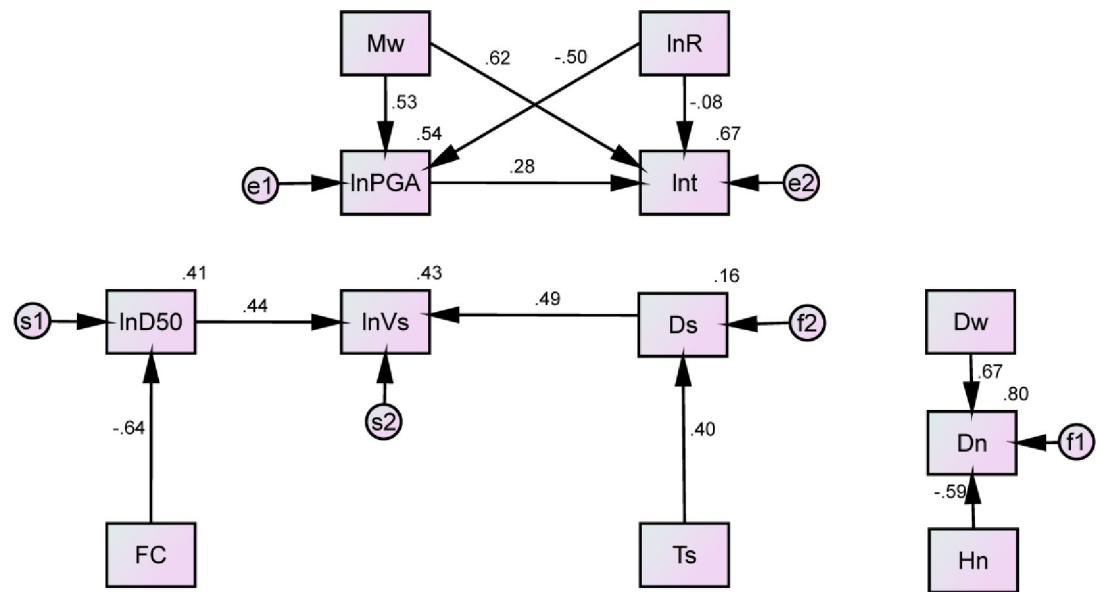 Mw
lnR
.62
-.50
.53
-.08
.54
.67
e1
lnPGA
.28
Int
e2
.41
.43
.16
s1
lnD50
.44
lnVs
.49
Ds
f2
Dw
.67
.80
s2
-.64
.40
Dn
f1
-.59
FC
Ts
Hn